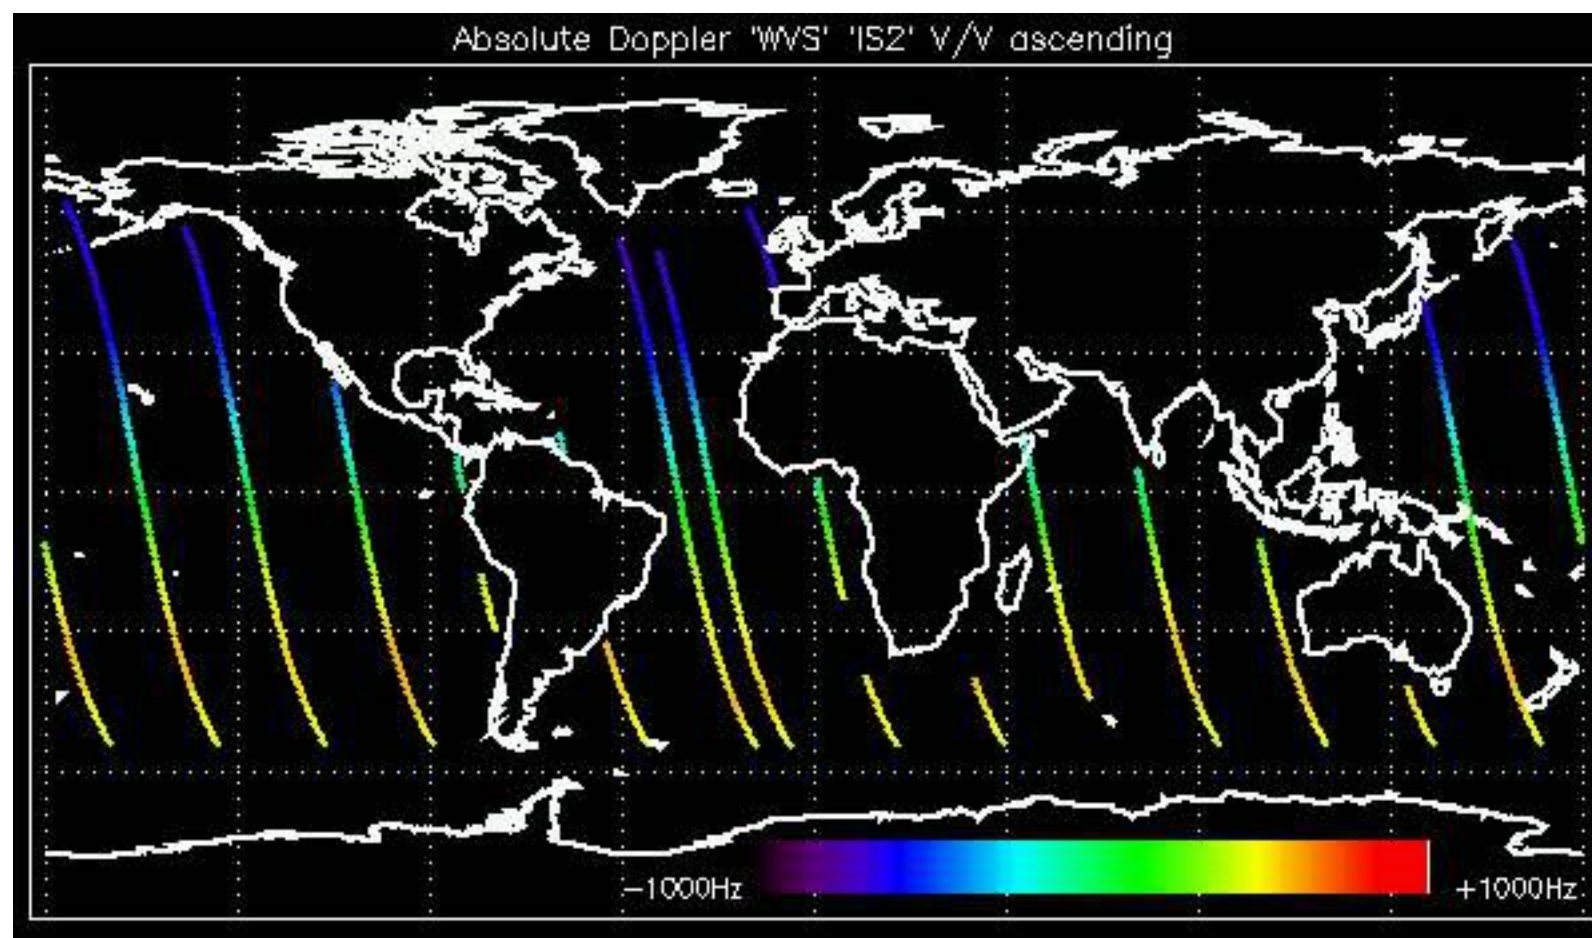 Absolute Doppler 'WVS' 'IS2' V/V ascending
-1000Hz
+1000Hz